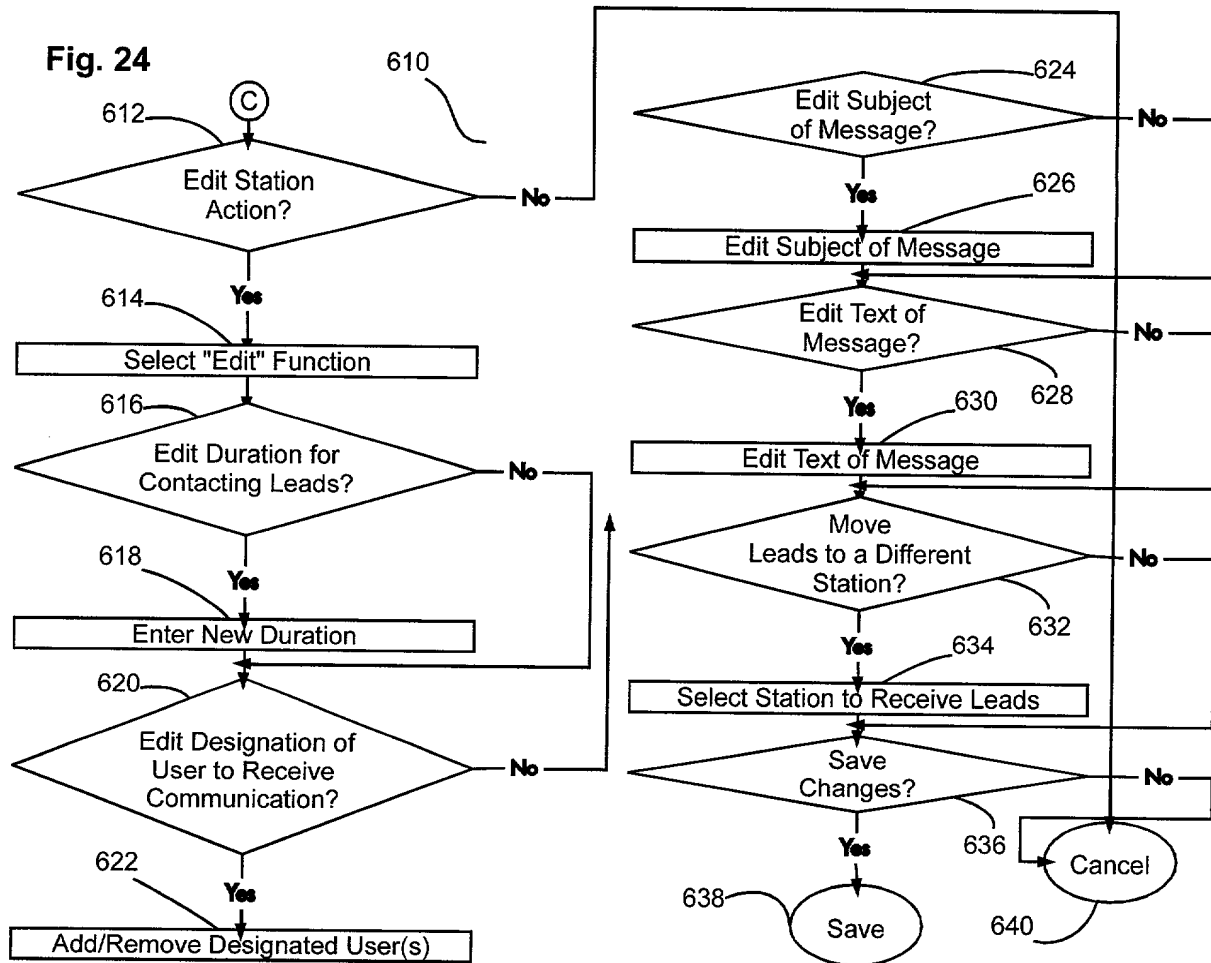 Fig. 24
610
C
612
Edit Station
Action?
No
Yes
614
Select "Edit" Function
616
Edit Duration for
Contacting Leads?
No
Yes
618
Enter New Duration
620
Edit Designation of
User to Receive
Communication?
No
Yes
622
Add/Remove Designated User(s)
624
Edit Subject
of Message?
No
Yes
626
Edit Subject of Message
Edit Text of
Message?
No
628
Yes
630
Edit Text of Message
Move
Leads to a Different
Station?
No
632
Yes
634
Select Station to Receive Leads
Save
Changes?
No
636
Yes
638
Save
Cancel
640